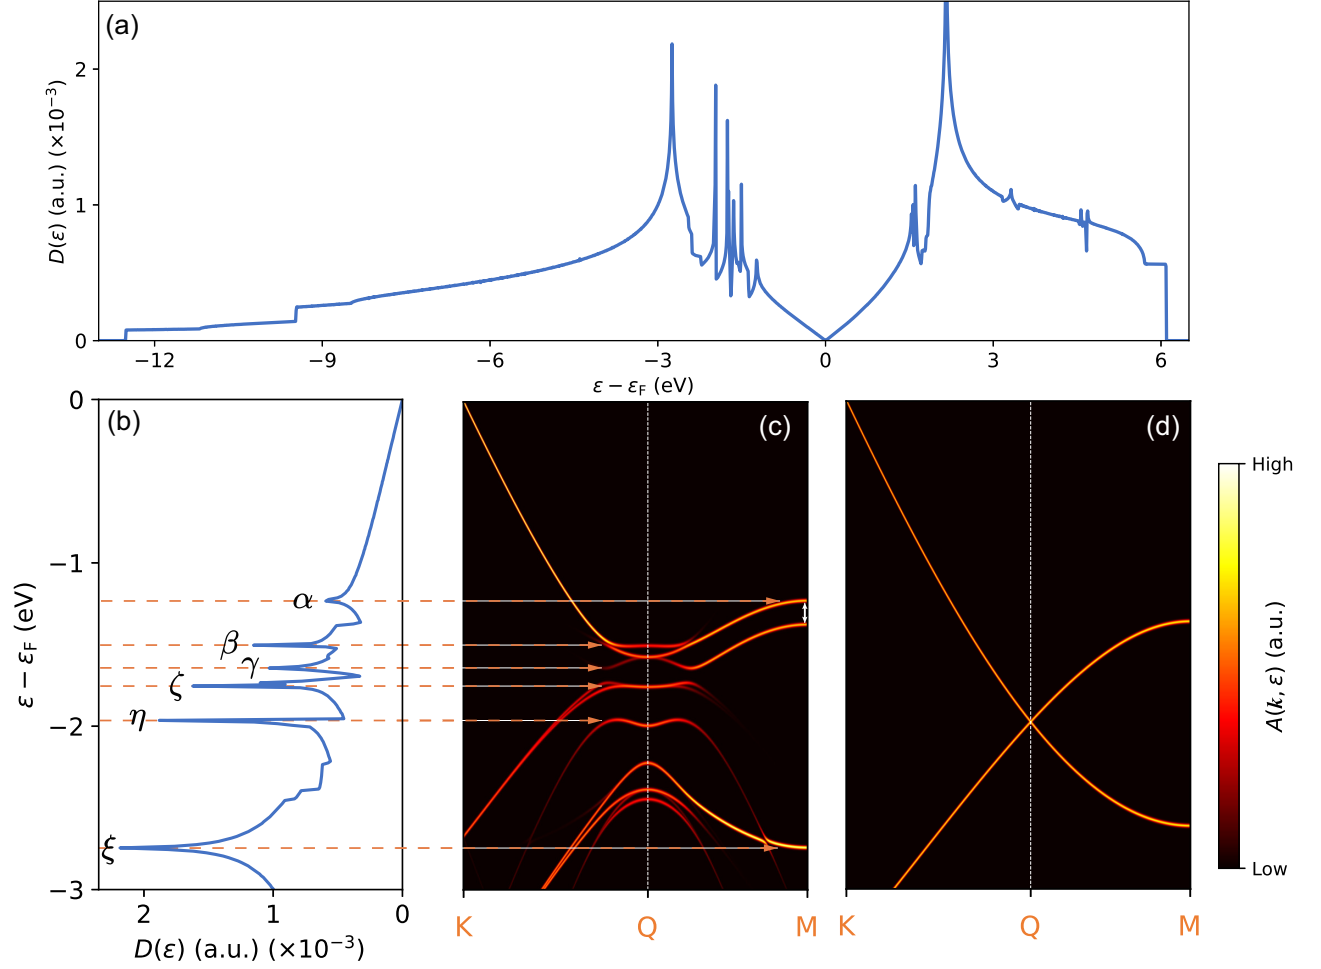 (a)
D(ε) (a.u.) (×10⁻³)
2
1
0
−12 −9 −6 −3 0 3 6
ε − εF (eV)
(b)
(c)
(d)
ε − εF (eV)
0
−1
−2
−3
α
β
γ
ζ
η
ξ
2 1 0
D(ε) (a.u.) (×10⁻³)
K Q M
K Q M
High
Low
A(k, ε) (a.u.)